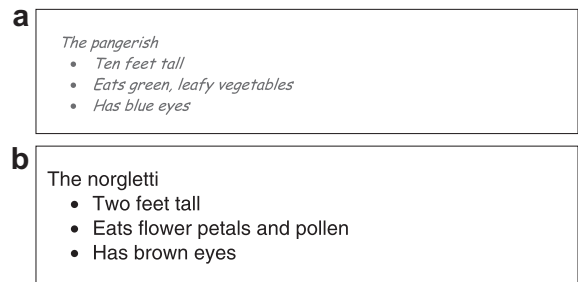 a
The pangerish
• Ten feet tall
• Eats green, leafy vegetables
• Has blue eyes
b
The norgletti
• Two feet tall
• Eats flower petals and pollen
• Has brown eyes